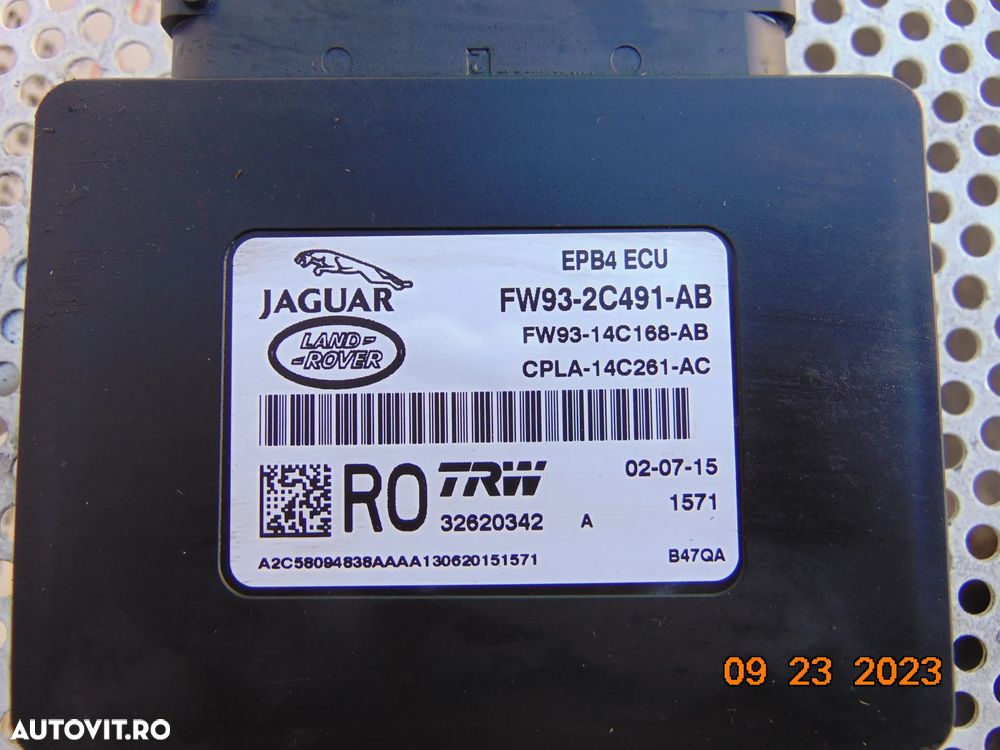 JAGUAR
LAND-
-ROVER
EPB4 ECU
FW93-2C491-AB
FW93-14C168-AB
CPLA-14C261-AC
RO
TRW
32620342 A
02-07-15
1571
A2C58094838AAAA130620151571
B47QA
09 23 2023
AUTOVIT.RO